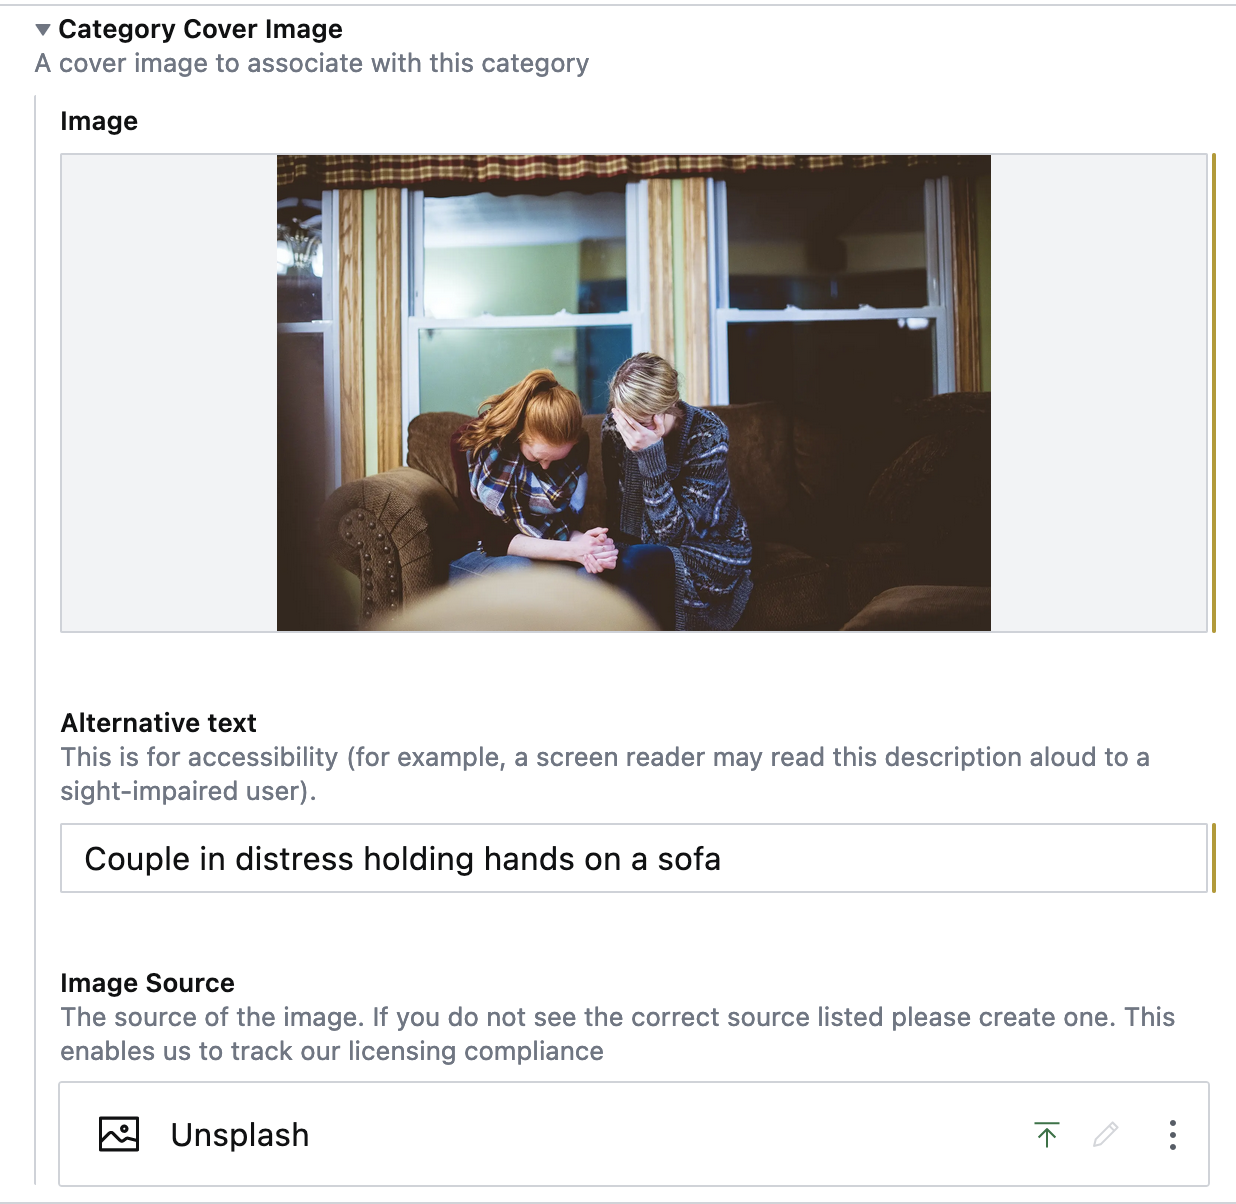 Category Cover Image
A cover image to associate with this category
Image
Alternative text
This is for accessibility (for example, a screen reader may read this description aloud to a
sight-impaired user).
Couple in distress holding hands on a sofa
Image Source
The source of the image. If you do not see the correct source listed please create one. This
enables us to track our licensing compliance
Unsplash